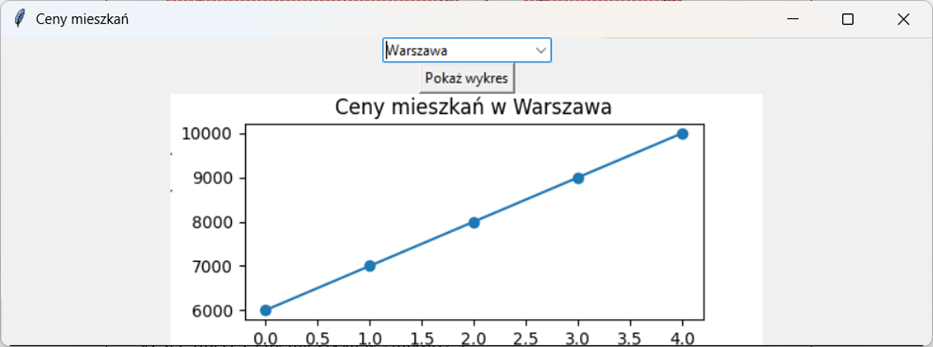 Ceny mieszkań
Warszawa
Pokaż wykres
Ceny mieszkań w Warszawa
10000
9000
8000
7000
6000
0.0 0.5 1.0 1.5 2.0 2.5 3.0 3.5 4.0